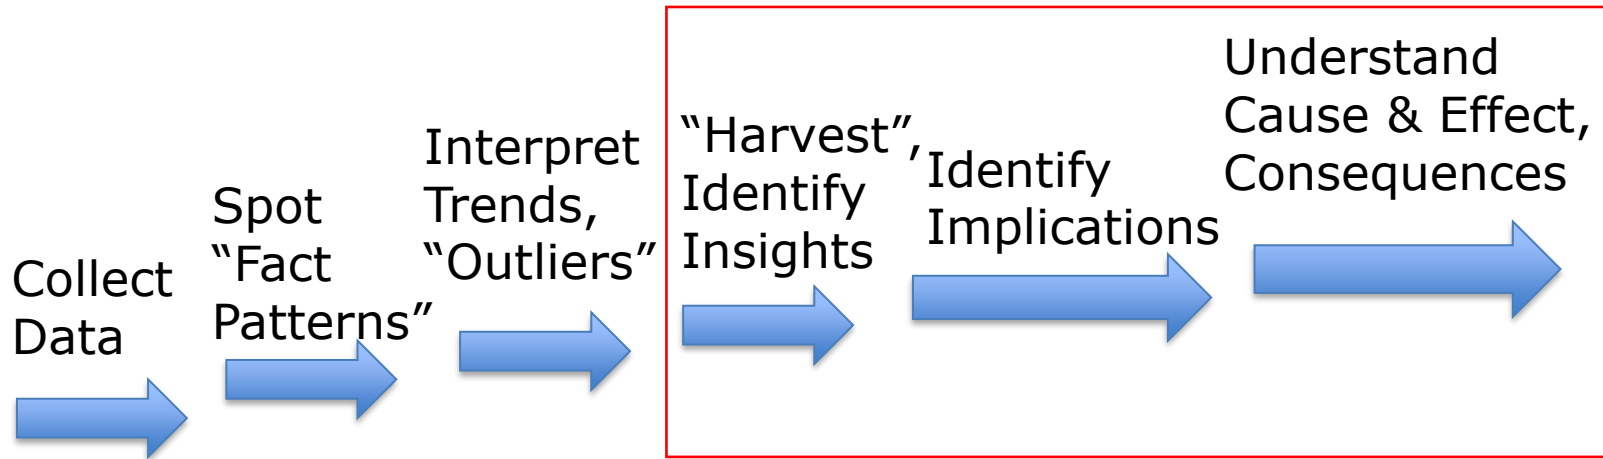 Collect
Data
Spot
“Fact
Patterns”
Interpret
Trends,
“Outliers”
“Harvest”,
Identify
Insights
Identify
Implications
Understand
Cause & Effect,
Consequences